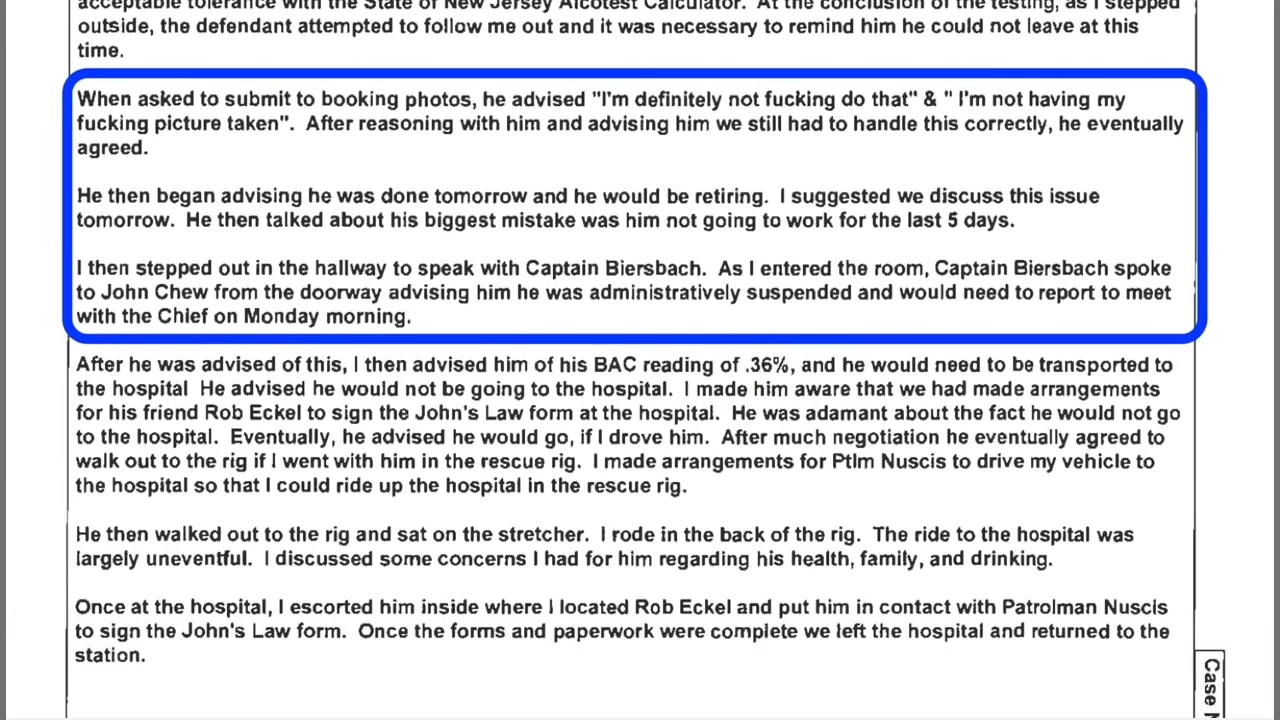 acceptable tolerance with the State of New Jersey Alcotest Calculator. At the conclusion of the testing, as I stepped
outside, the defendant attempted to follow me out and it was necessary to remind him he could not leave at this
time.
When asked to submit to booking photos, he advised "I'm definitely not fucking do that" & " I'm not having my
fucking picture taken". After reasoning with him and advising him we still had to handle this correctly, he eventually
agreed.
He then began advising he was done tomorrow and he would be retiring. I suggested we discuss this issue
tomorrow. He then talked about his biggest mistake was him not going to work for the last 5 days.
I then stepped out in the hallway to speak with Captain Biersbach. As I entered the room, Captain Biersbach spoke
to John Chew from the doorway advising him he was administratively suspended and would need to report to meet
with the Chief on Monday morning.
After he was advised of this, I then advised him of his BAC reading of .36%, and he would need to be transported to
the hospital He advised he would not be going to the hospital. I made him aware that we had made arrangements
for his friend Rob Eckel to sign the John's Law form at the hospital. He was adamant about the fact he would not go
to the hospital. Eventually, he advised he would go, if I drove him. After much negotiation he eventually agreed to
walk out to the rig if I went with him in the rescue rig. I made arrangements for Ptlm Nuscis to drive my vehicle to
the hospital so that I could ride up the hospital in the rescue rig.
He then walked out to the rig and sat on the stretcher. I rode in the back of the rig. The ride to the hospital was
largely uneventful. I discussed some concerns I had for him regarding his health, family, and drinking.
Once at the hospital, I escorted him inside where I located Rob Eckel and put him in contact with Patrolman Nuscis
to sign the John's Law form. Once the forms and paperwork were complete we left the hospital and returned to the
station.
Case